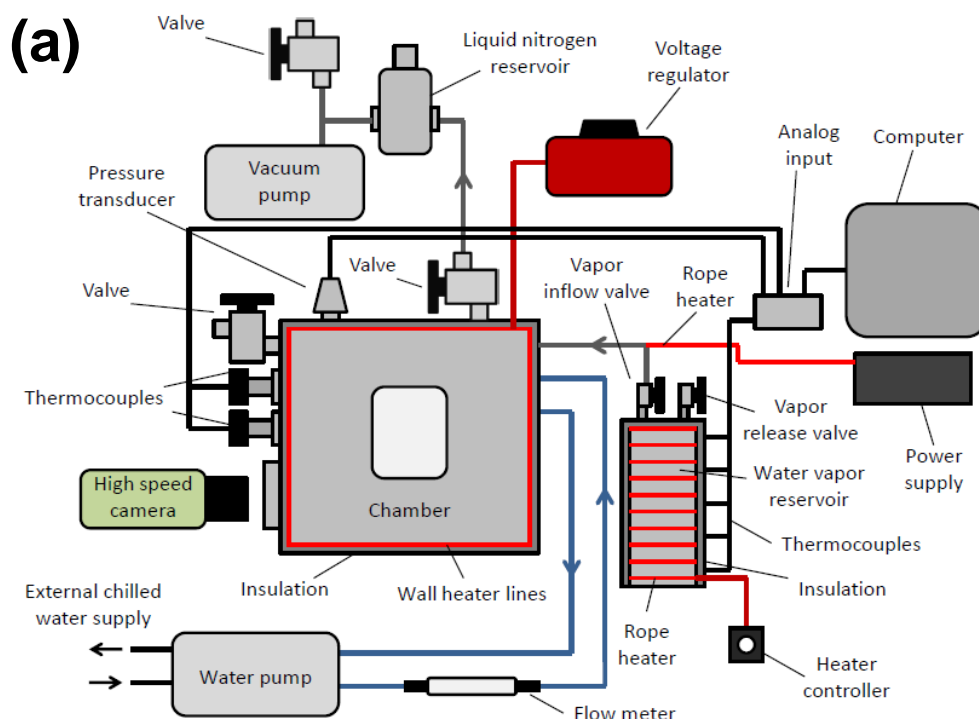 (a)
Valve
Liquid nitrogen
reservoir
Voltage
regulator
Analog
input
Computer
Vacuum
pump
Pressure
transducer
Valve
Valve
Vapor
inflow valve
Rope
heater
Thermocouples
Vapor
release valve
Power
supply
High speed
camera
Chamber
Water vapor
reservoir
Thermocouples
Insulation
Wall heater lines
Insulation
External chilled
water supply
Rope
heater
Water pump
Heater
controller
Flow meter